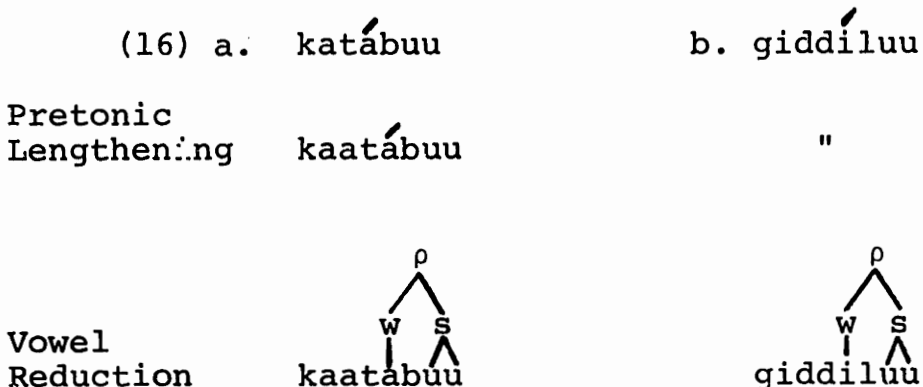 (16) a. katábuu b. giddíluu
Pretonic
Lengthening kaatábuu "
ρ ρ
w s w s
Vowel
Reduction kaatabuu giddiluu